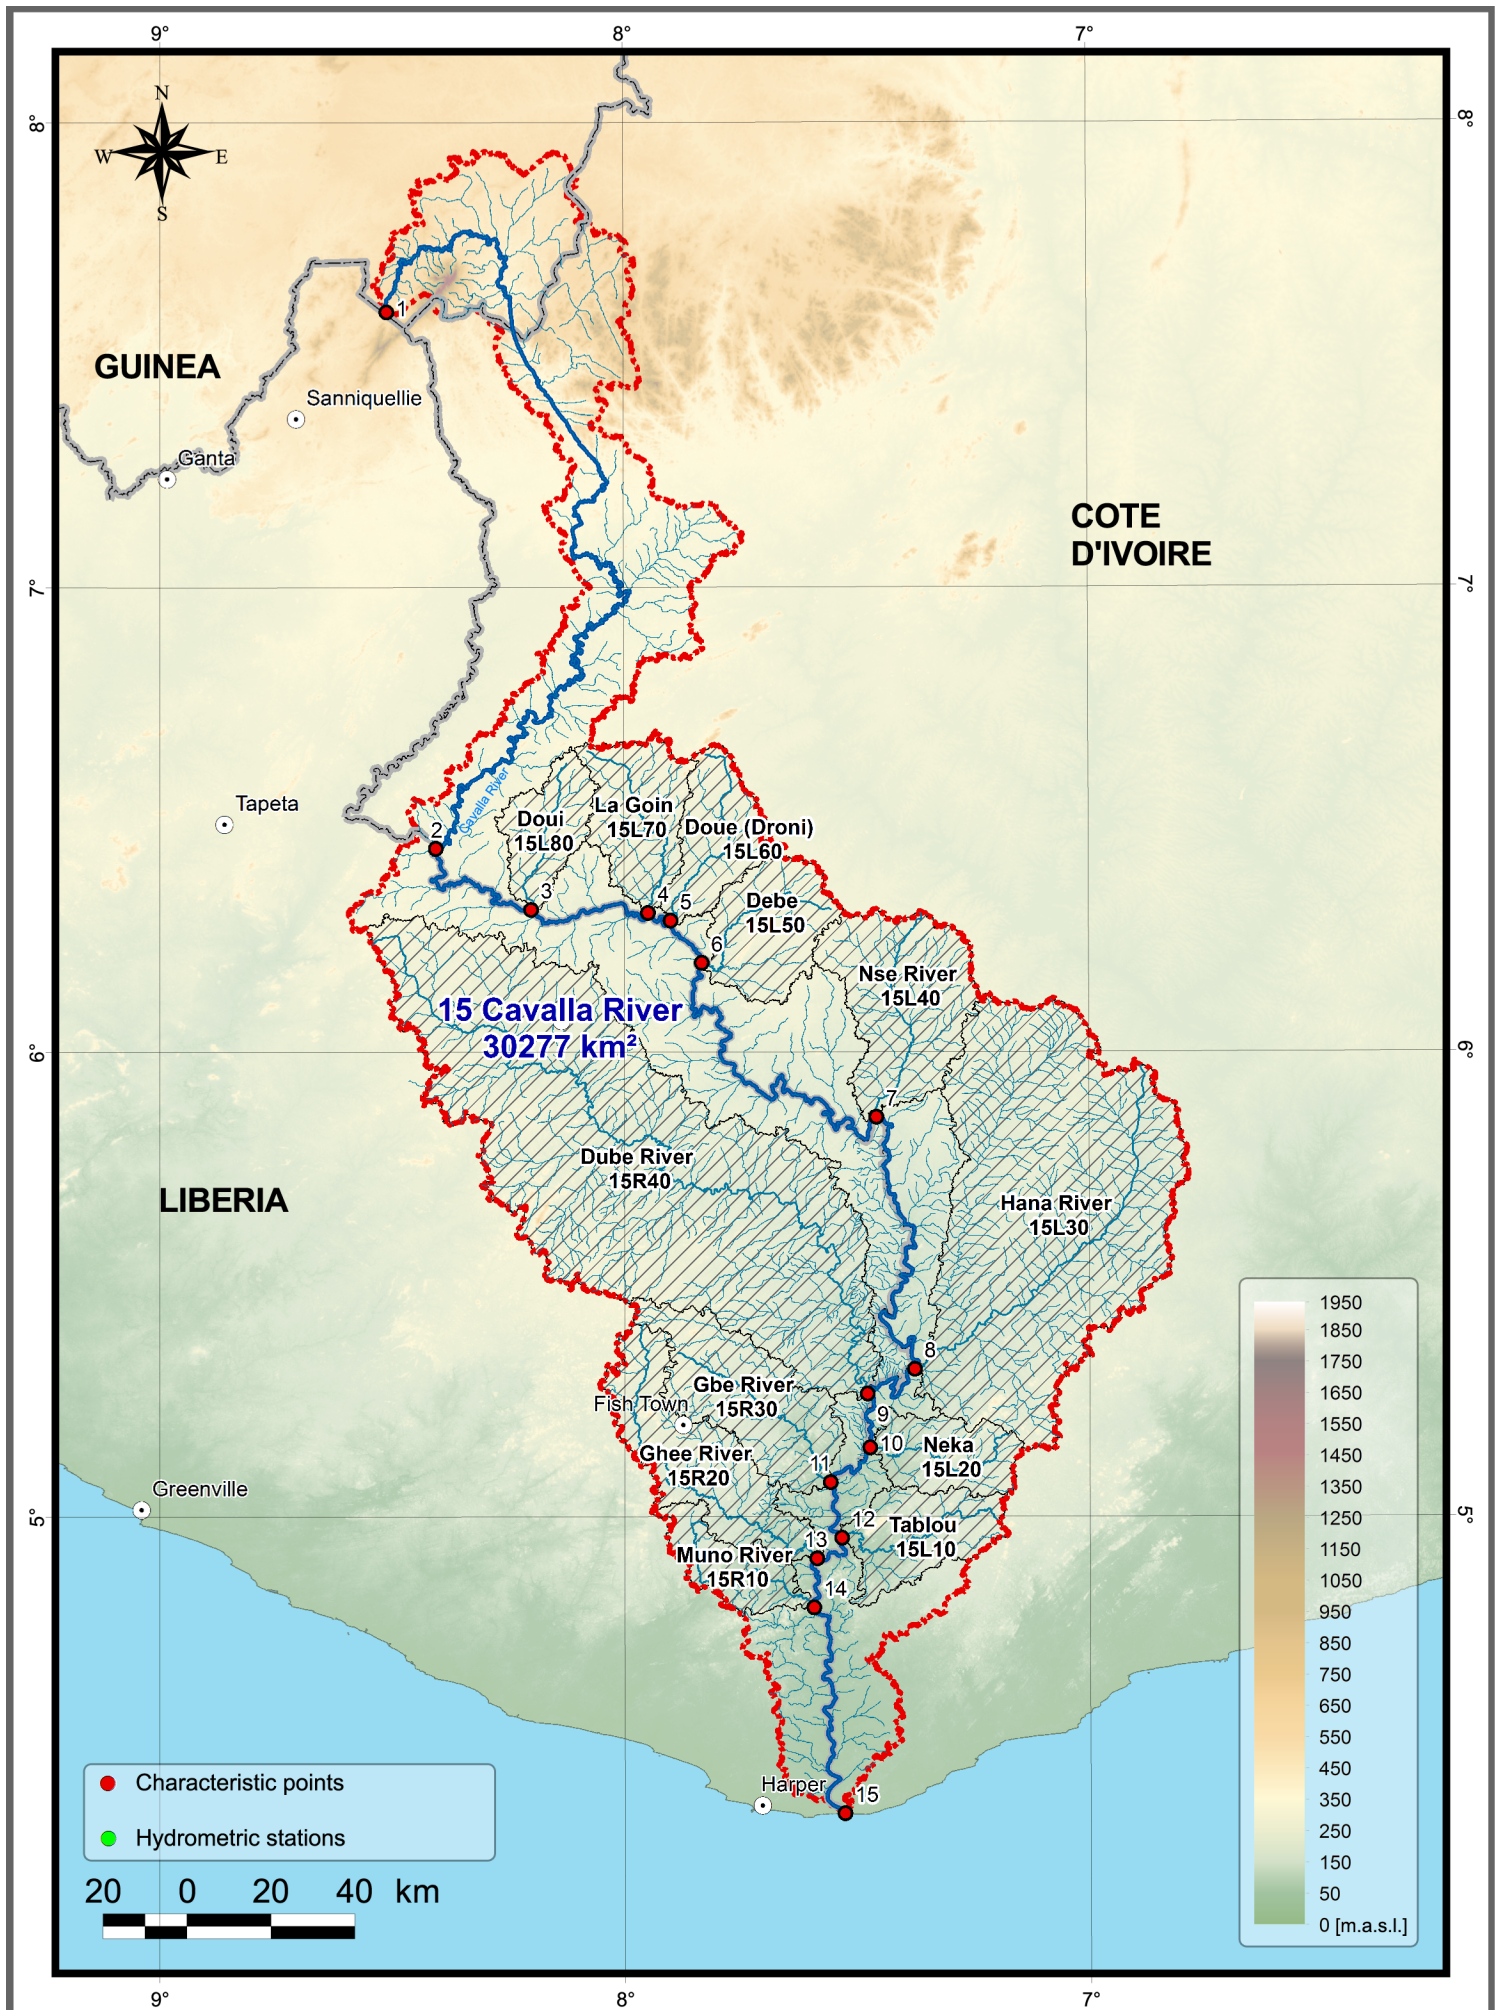 9°
8°
7°
8°
8°
N
W
E
S
1
GUINEA
Sanniquellie
Ganta
COTE
D'IVOIRE
7°
7°
Cavalla River
Tapeta
2
Doui
15L80
La Goin
15L70
Doue (Droni)
15L60
3
4
5
Debe
15L50
6
Nse River
15L40
15 Cavalla River
30277 km²
6°
6°
7
Dube River
15R40
LIBERIA
Hana River
15L30
8
Gbe River
15R30
Fish Town
9
10
Neka
15L20
Ghee River
15R20
11
Greenville
5°
5°
12
Tablou
15L10
13
Muno River
15R10
14
Harper
15
1950
1850
1750
1650
1550
1450
1350
1250
1150
1050
950
850
750
650
550
450
350
250
150
50
0 [m.a.s.l.]
Characteristic points
Hydrometric stations
20 0 20 40 km
9°
8°
7°